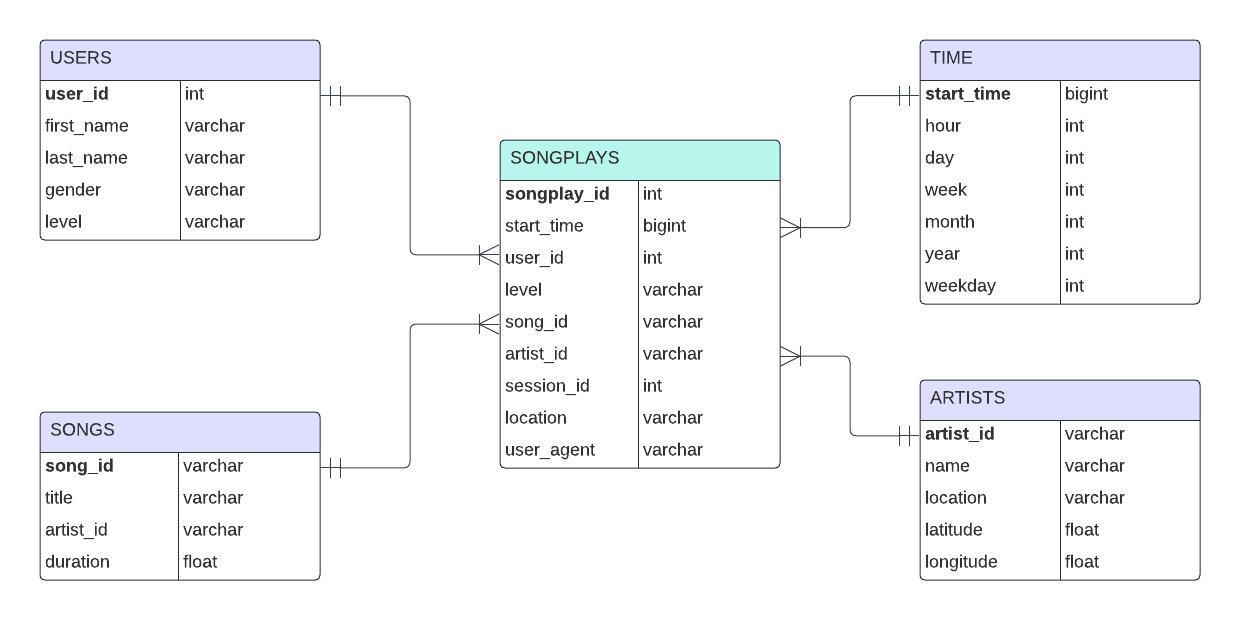 USERS
user_id int
first_name varchar
last_name varchar
gender varchar
level varchar
SONGPLAYS
songplay_id int
start_time bigint
user_id int
level varchar
song_id varchar
artist_id varchar
session_id int
location varchar
user_agent varchar
TIME
start_time bigint
hour int
day int
week int
month int
year int
weekday int
SONGS
song_id varchar
title varchar
artist_id varchar
duration float
ARTISTS
artist_id varchar
name varchar
location varchar
latitude float
longitude float